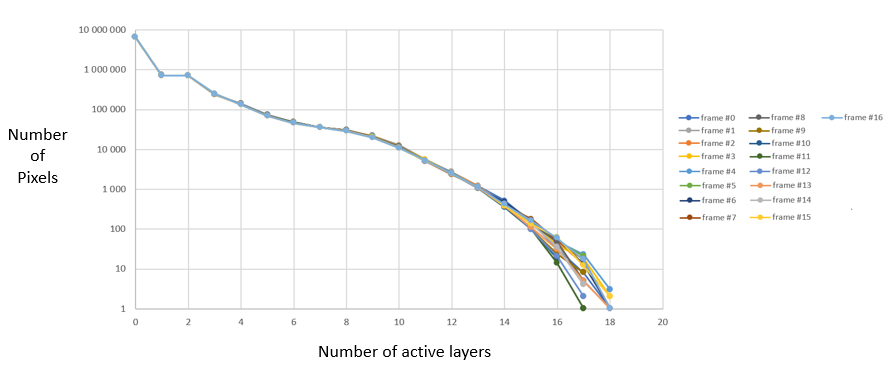 10 000 000
1 000 000
100 000
10 000
1 000
100
10
1
Number
of
Pixels
0 2 4 6 8 10 12 14 16 18 20
Number of active layers
frame #0 frame #8 frame #16
frame #1 frame #9
frame #2 frame #10
frame #3 frame #11
frame #4 frame #12
frame #5 frame #13
frame #6 frame #14
frame #7 frame #15